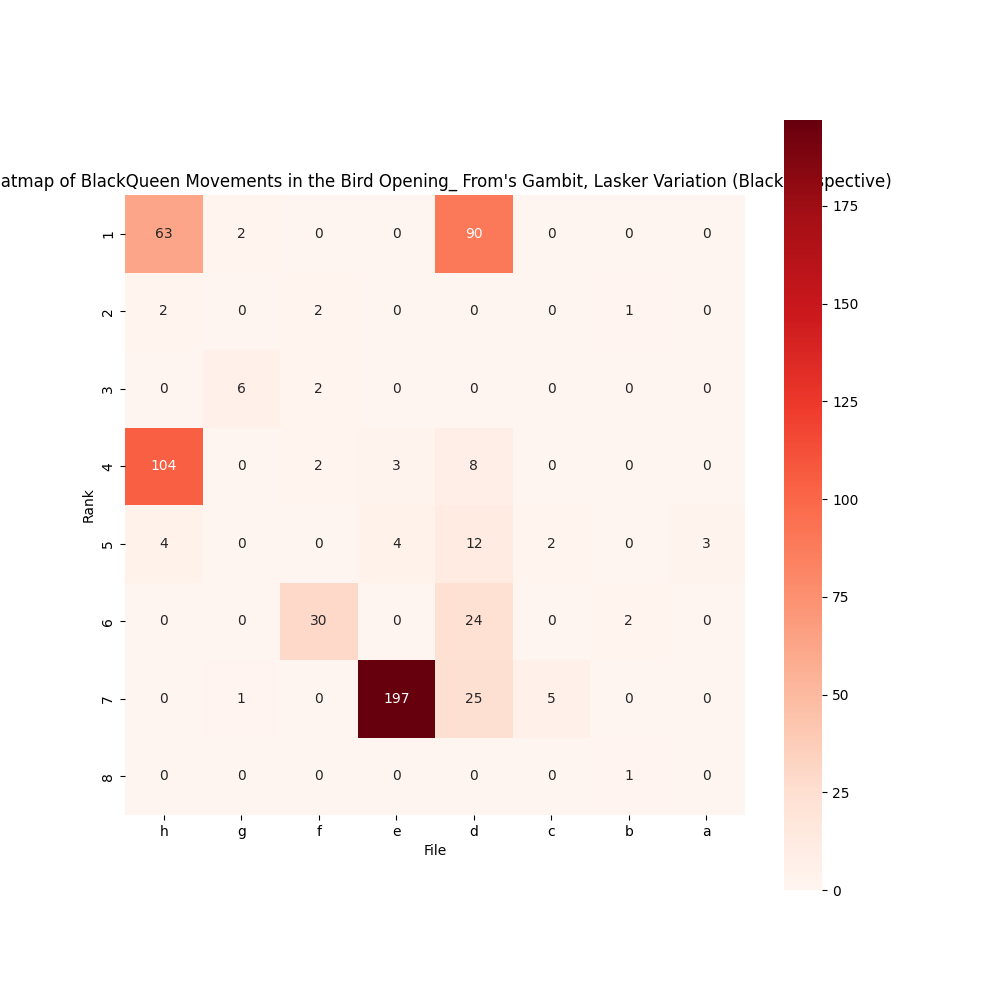 atmap of BlackQueen Movements in the Bird Opening_ From's Gambit, Lasker Variation (Black spective)
1 63 2 0 0 90 0 0 0
2 2 0 2 0 0 0 1 0
3 0 6 2 0 0 0 0 0
4 104 0 2 3 8 0 0 0
5 4 0 0 4 12 2 0 3
6 0 0 30 0 24 0 2 0
7 0 1 0 197 25 5 0 0
8 0 0 0 0 0 0 1 0
h g f e d c b a
File
Rank
175
150
125
100
75
50
25
0